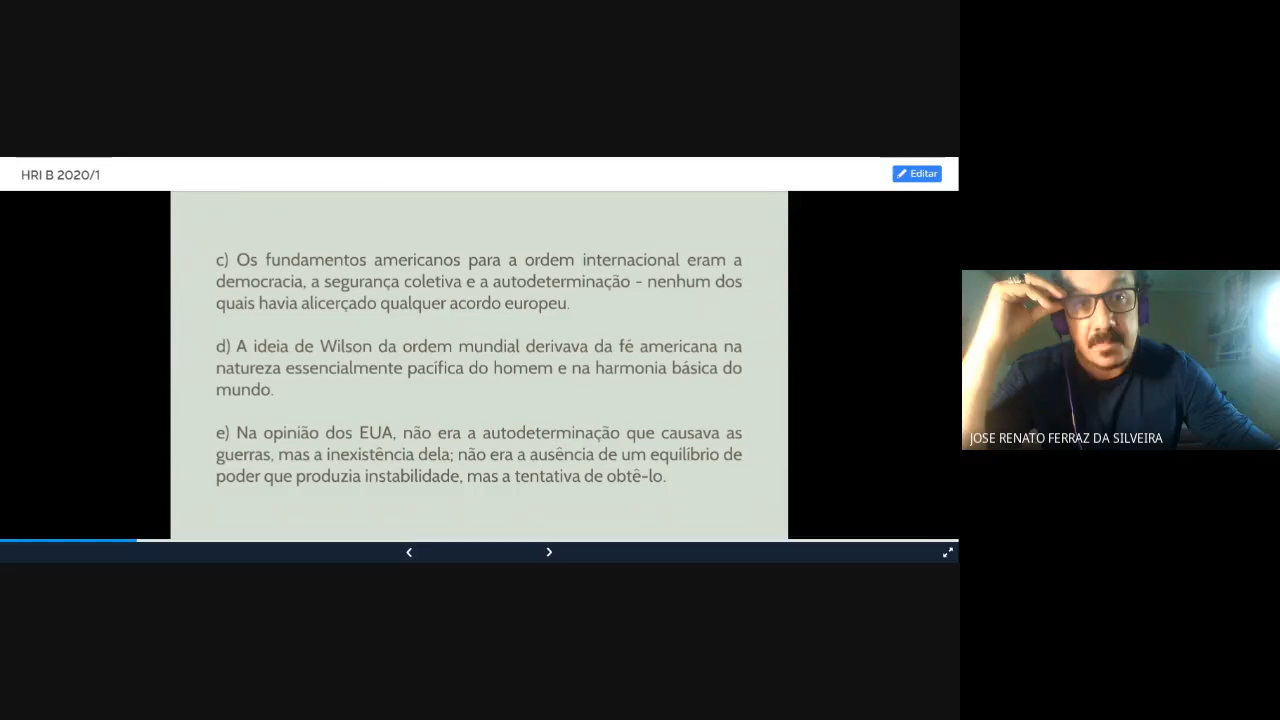 HRI B 2020/1
Editar
c) Os fundamentos americanos para a ordem internacional eram a
democracia, a segurança coletiva e a autodeterminação - nenhum dos
quais havia alicerçado qualquer acordo europeu.
d) A ideia de Wilson da ordem mundial derivava da fé americana na
natureza essencialmente pacífica do homem e na harmonia básica do
mundo.
e) Na opinião dos EUA, não era a autodeterminação que causava as
guerras, mas a inexistência dela; não era a ausência de um equilíbrio de
poder que produzia instabilidade, mas a tentativa de obtê-lo.
JOSE RENATO FERRAZ DA SILVEIRA